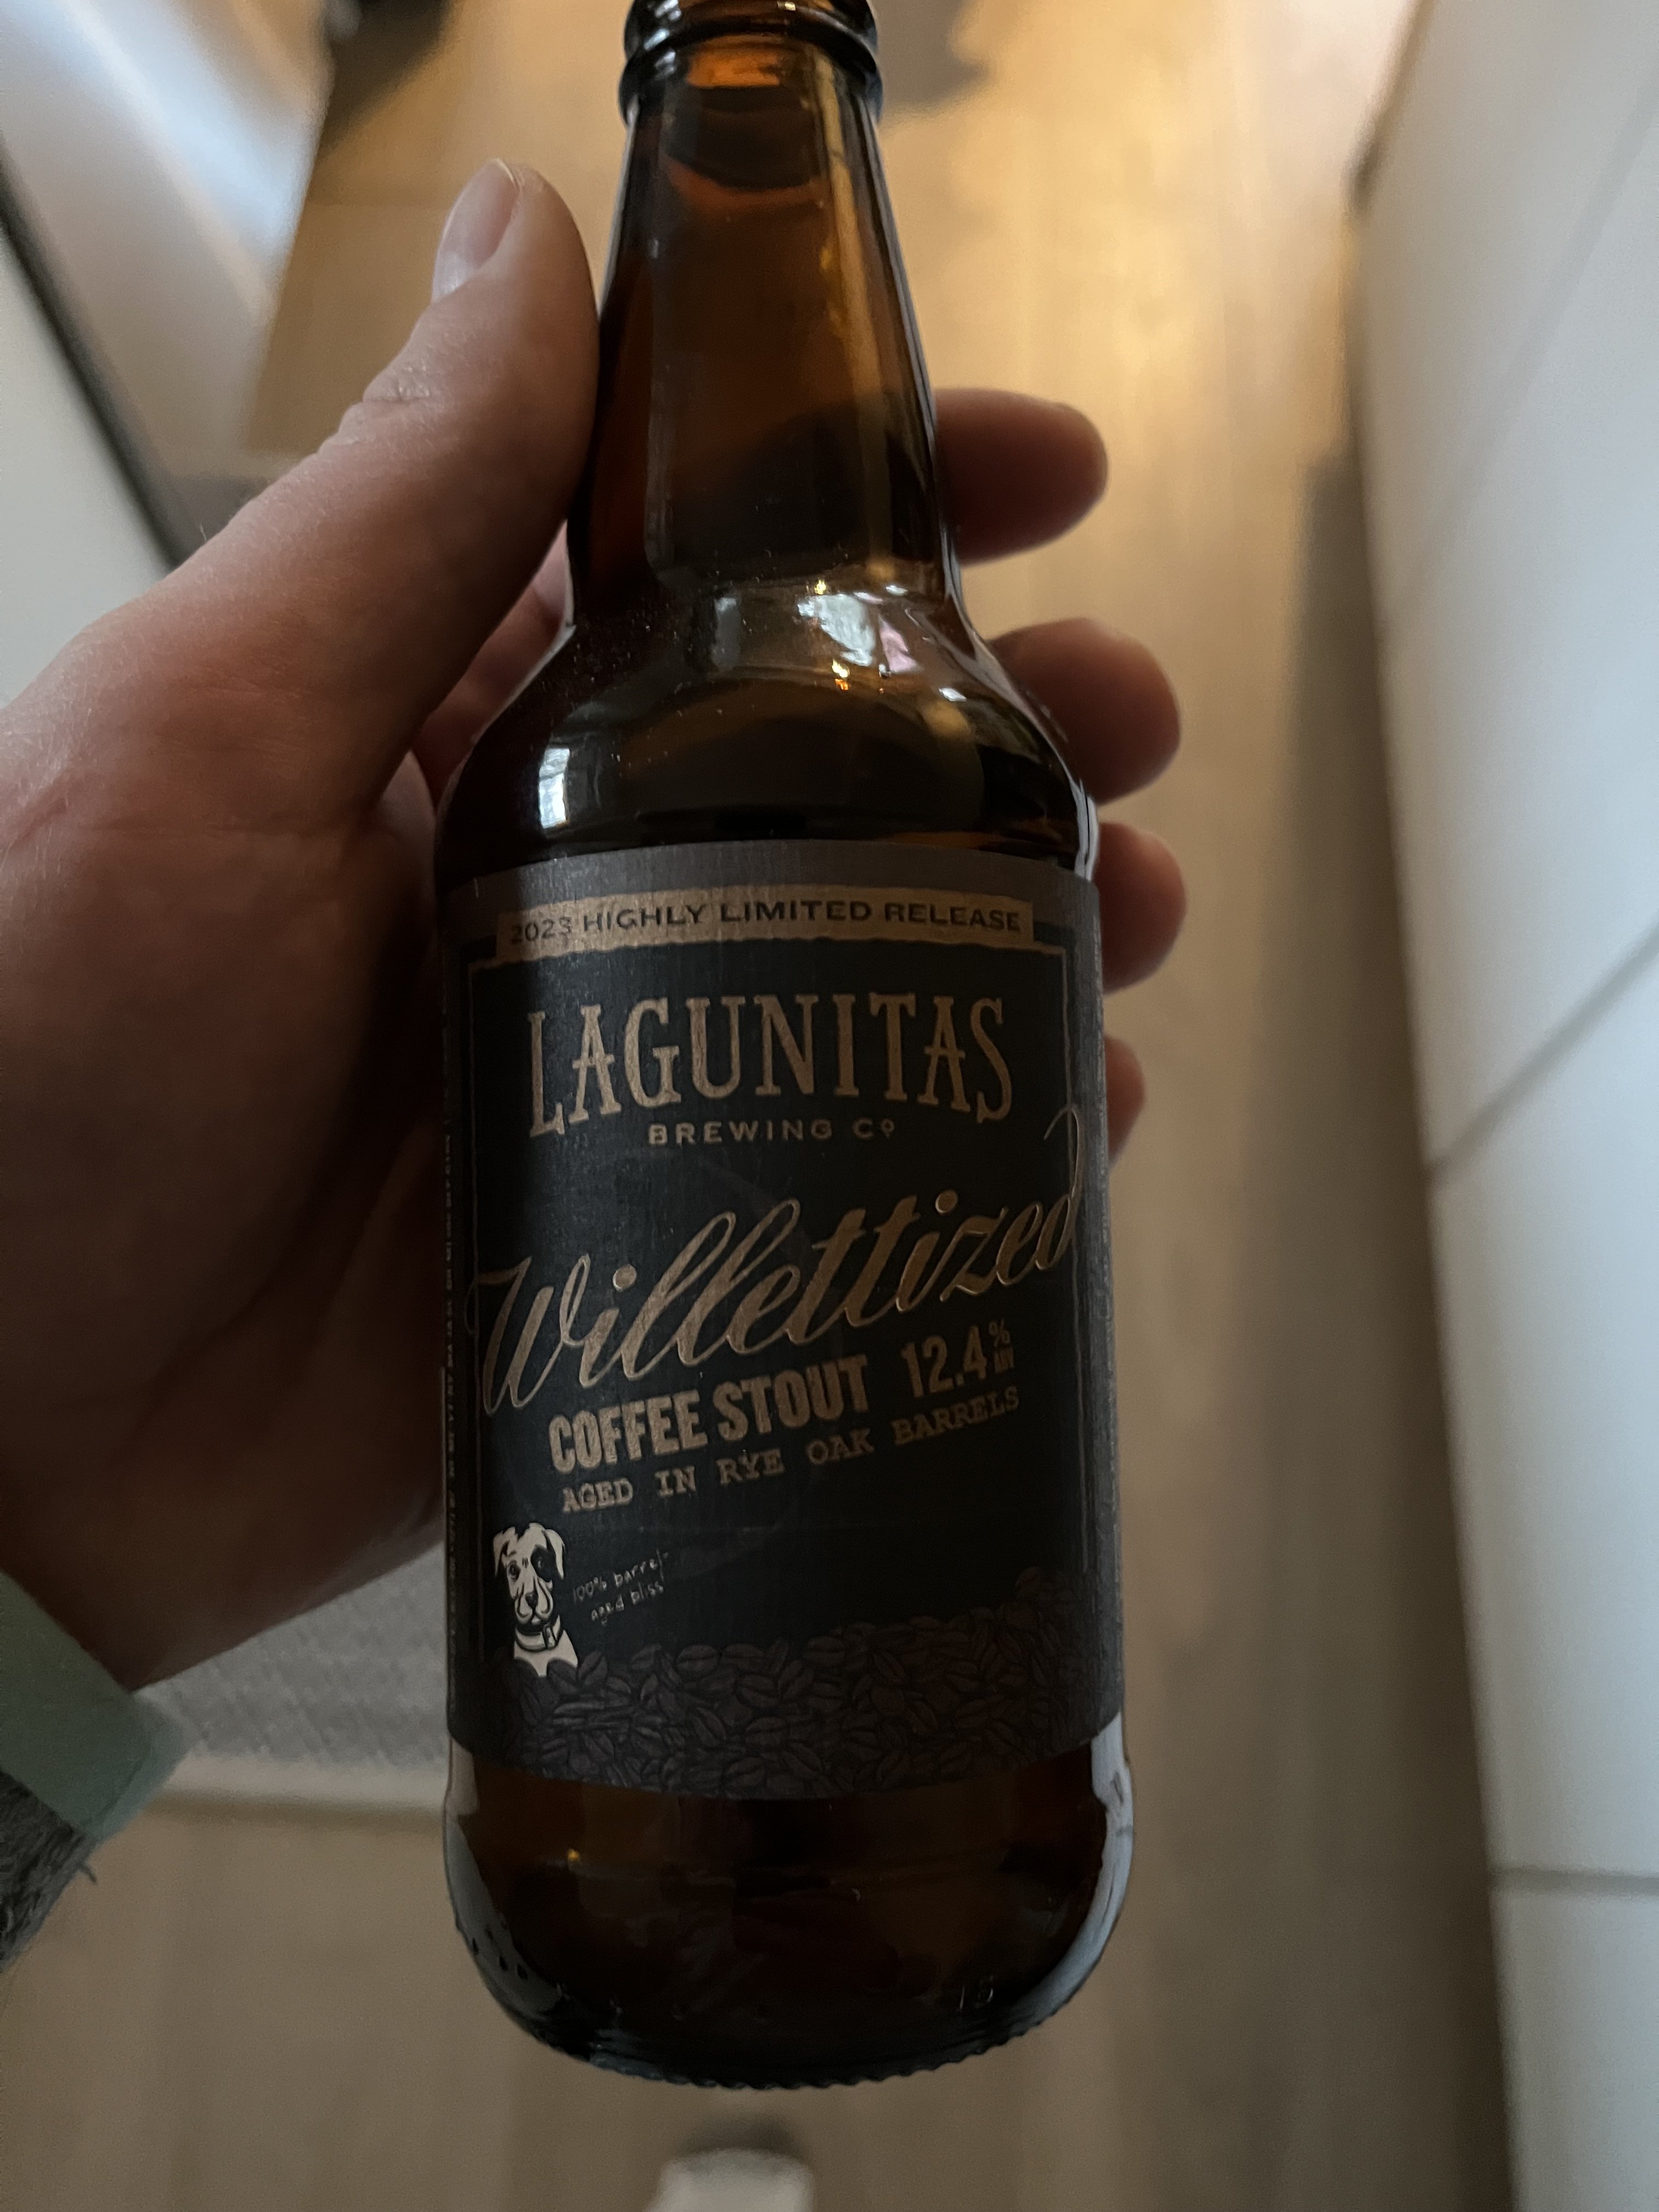 2023 HIGHLY LIMITED RELEASE
LAGUNITAS
BREWING Cº
Willettized
COFFEE STOUT 12.4% ABV
AGED IN RYE OAK BARRELS
100% barrel-
aged bliss
15